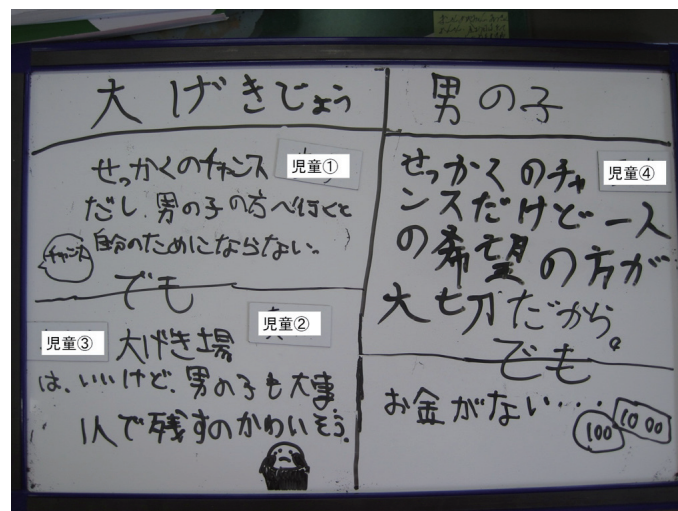 大げきじょう
せっかくのチャンス 児童①
だし、男の子の方へ行くと
自分のためにならない。
チャンス
でも
児童③ 大げき場 児童②
は、いいけど、男の子も大事
1人で残すのかわいそう。
男の子
せっかくのチャ 児童④
ンスだけど一人
の希望の方が
大切だから。
でも
お金がない・・・
100 1000